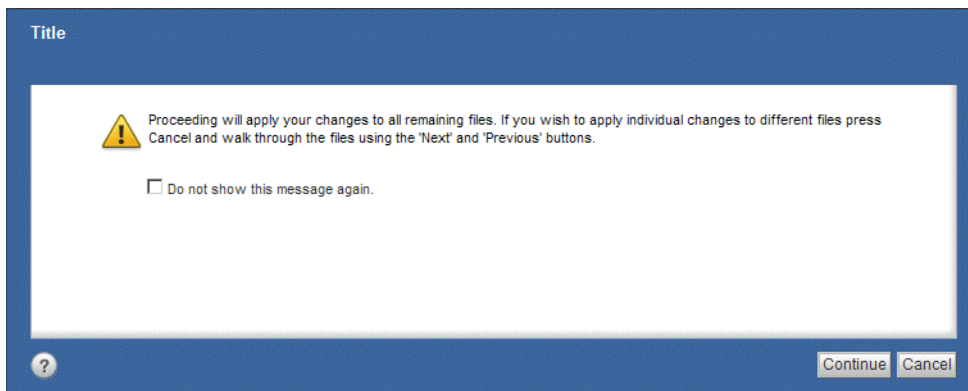 Title
Proceeding will apply your changes to all remaining files. If you wish to apply individual changes to different files press
Cancel and walk through the files using the 'Next' and 'Previous' buttons.
Do not show this message again.
?
Continue Cancel